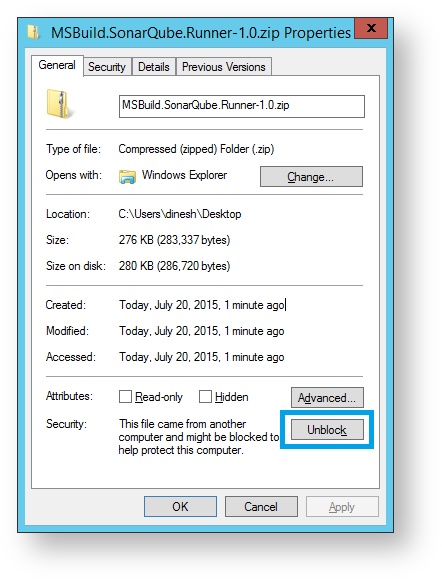 MSBuild.SonarQube.Runner-1.0.zip Properties x
General Security Details Previous Versions
MSBuild.SonarQube.Runner-1.0.zip
Type of file: Compressed (zipped) Folder (.zip)
Opens with: Windows Explorer Change...
Location: C:\Users\dinesh\Desktop
Size: 276 KB (283,337 bytes)
Size on disk: 280 KB (286,720 bytes)
Created: Today, July 20, 2015, 1 minute ago
Modified: Today, July 20, 2015, 1 minute ago
Accessed: Today, July 20, 2015, 1 minute ago
Attributes: Read-only Hidden Advanced...
Security: This file came from another
computer and might be blocked to
help protect this computer.
Unblock
OK Cancel Apply